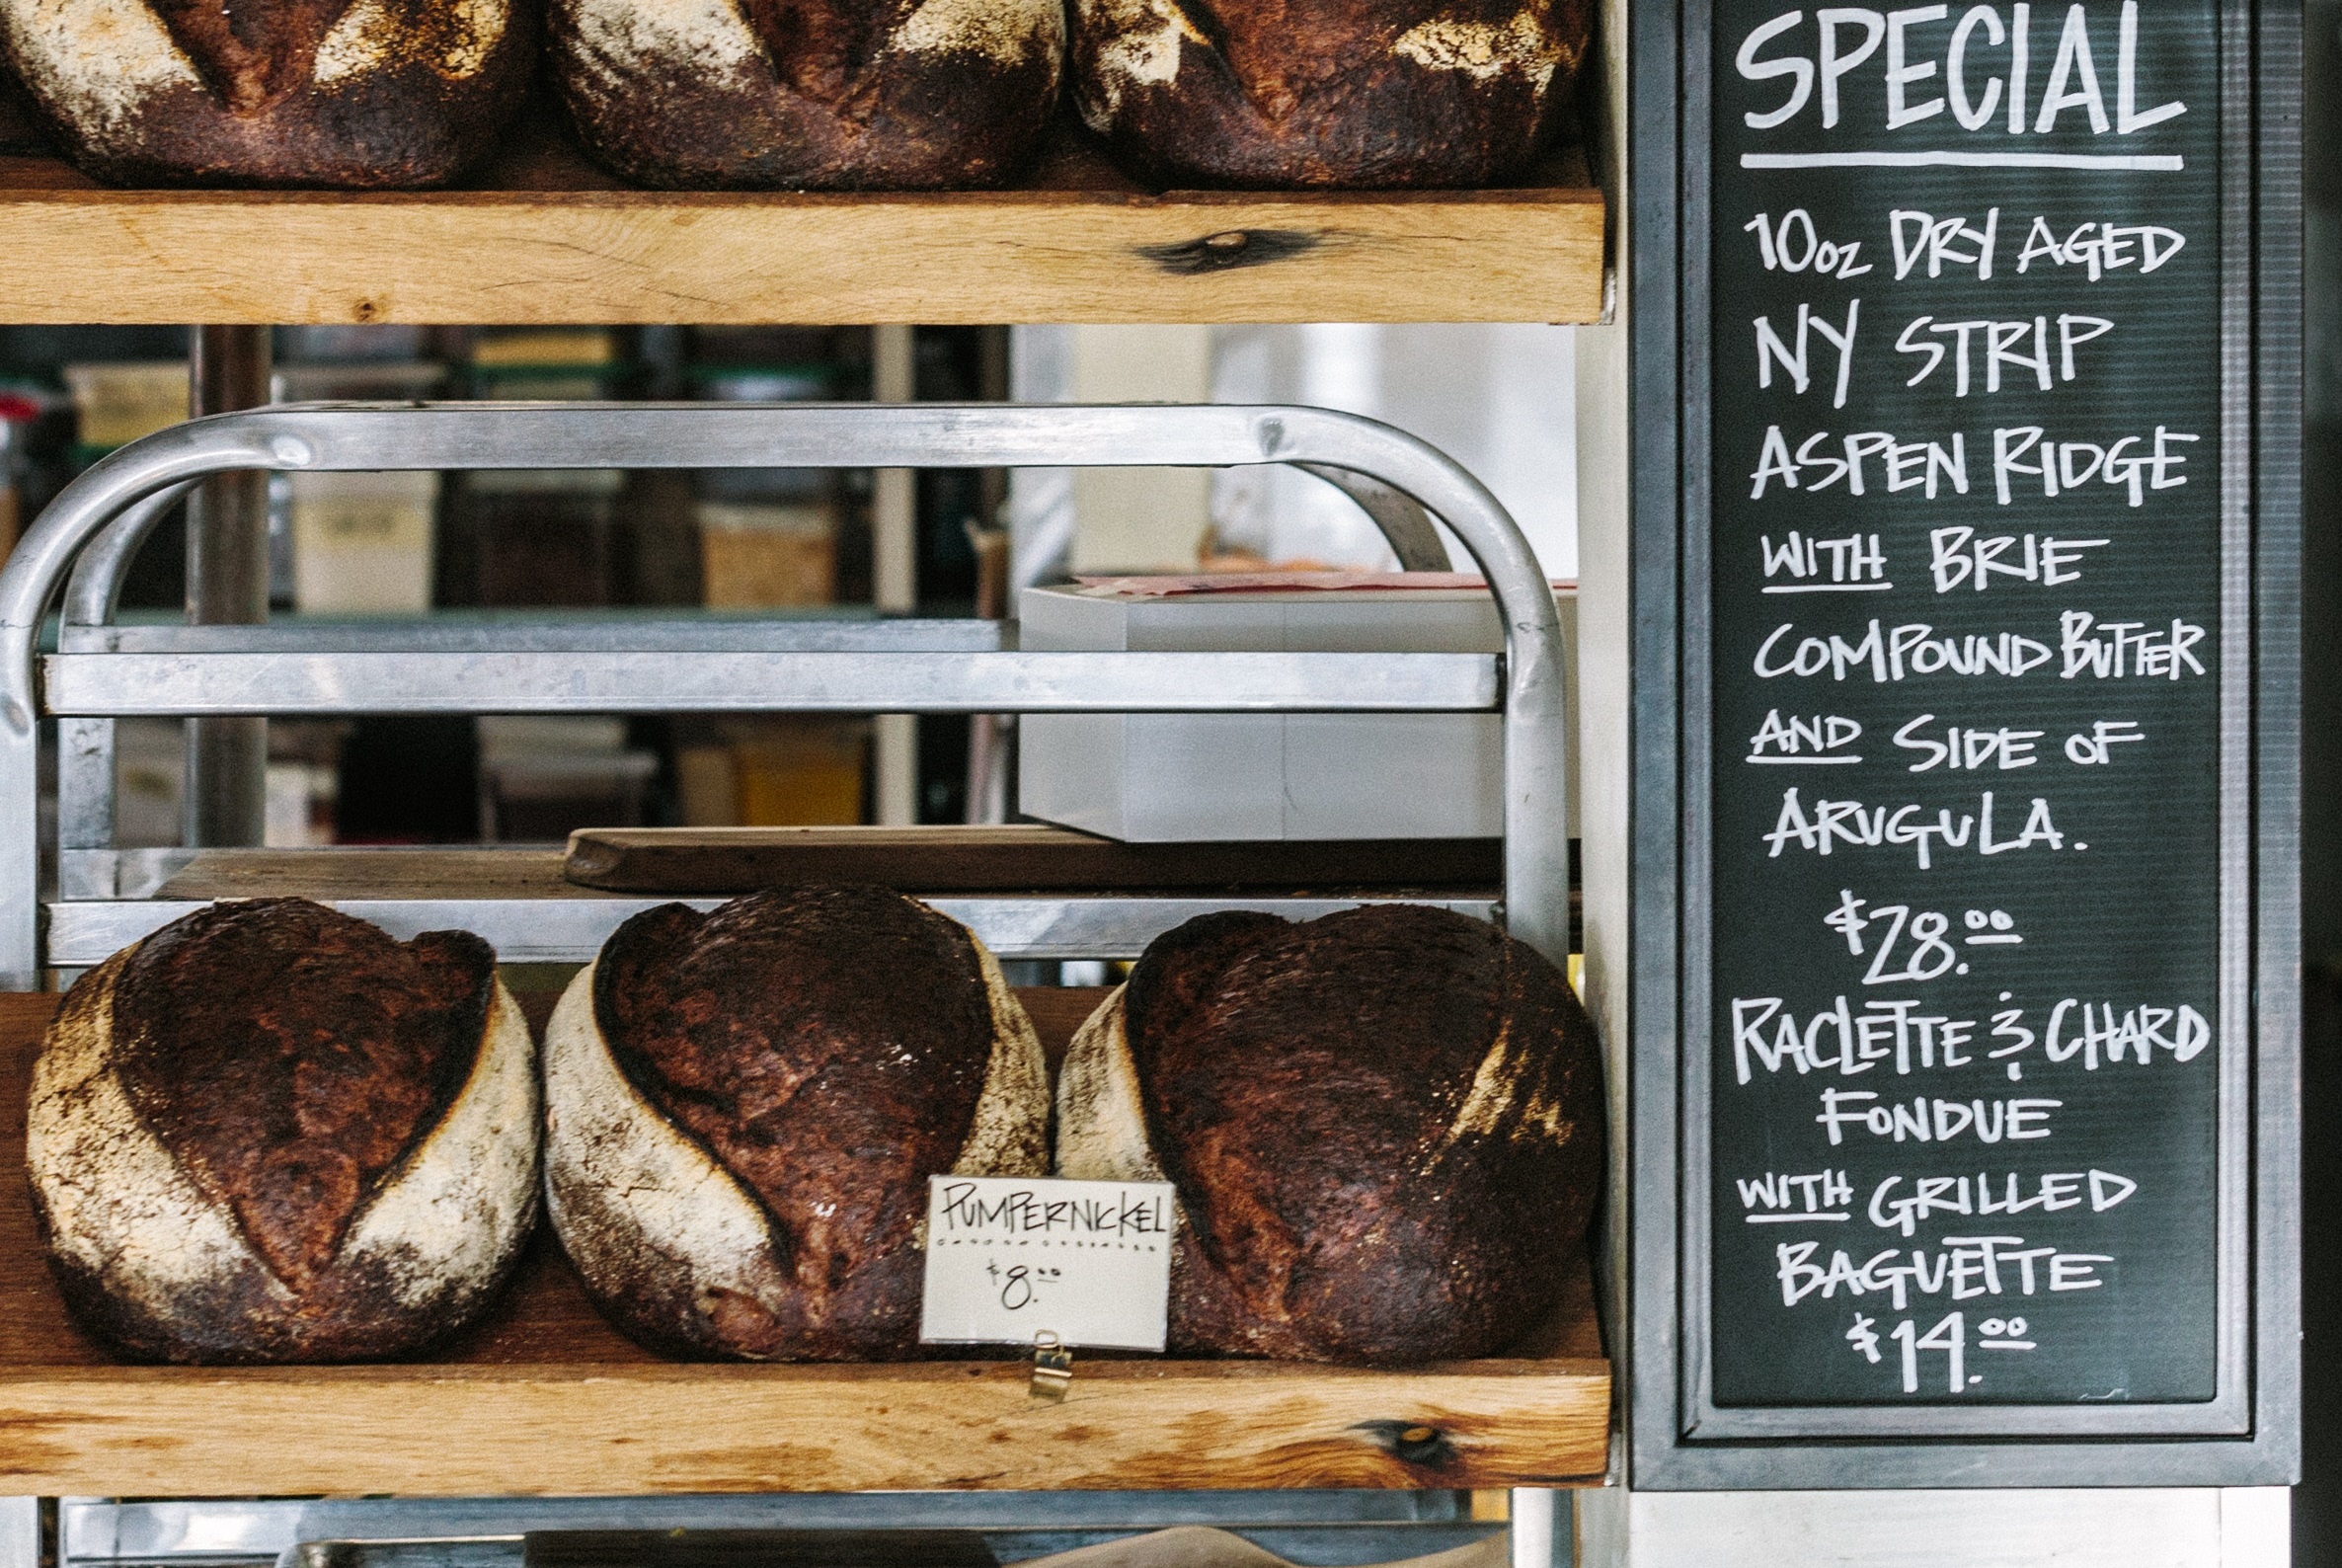 SPECIAL
10oz DRY AGED
NY STRIP
ASPEN RIDGE
WITH BRIE
COMPOUND BUTTER
AND SIDE OF
ARUGULA.
$28.00
RACLETTE & CHARD
FONDUE
WITH GRILLED
BAGUETTE
$14.00
PUMPERNICKEL
$8.00